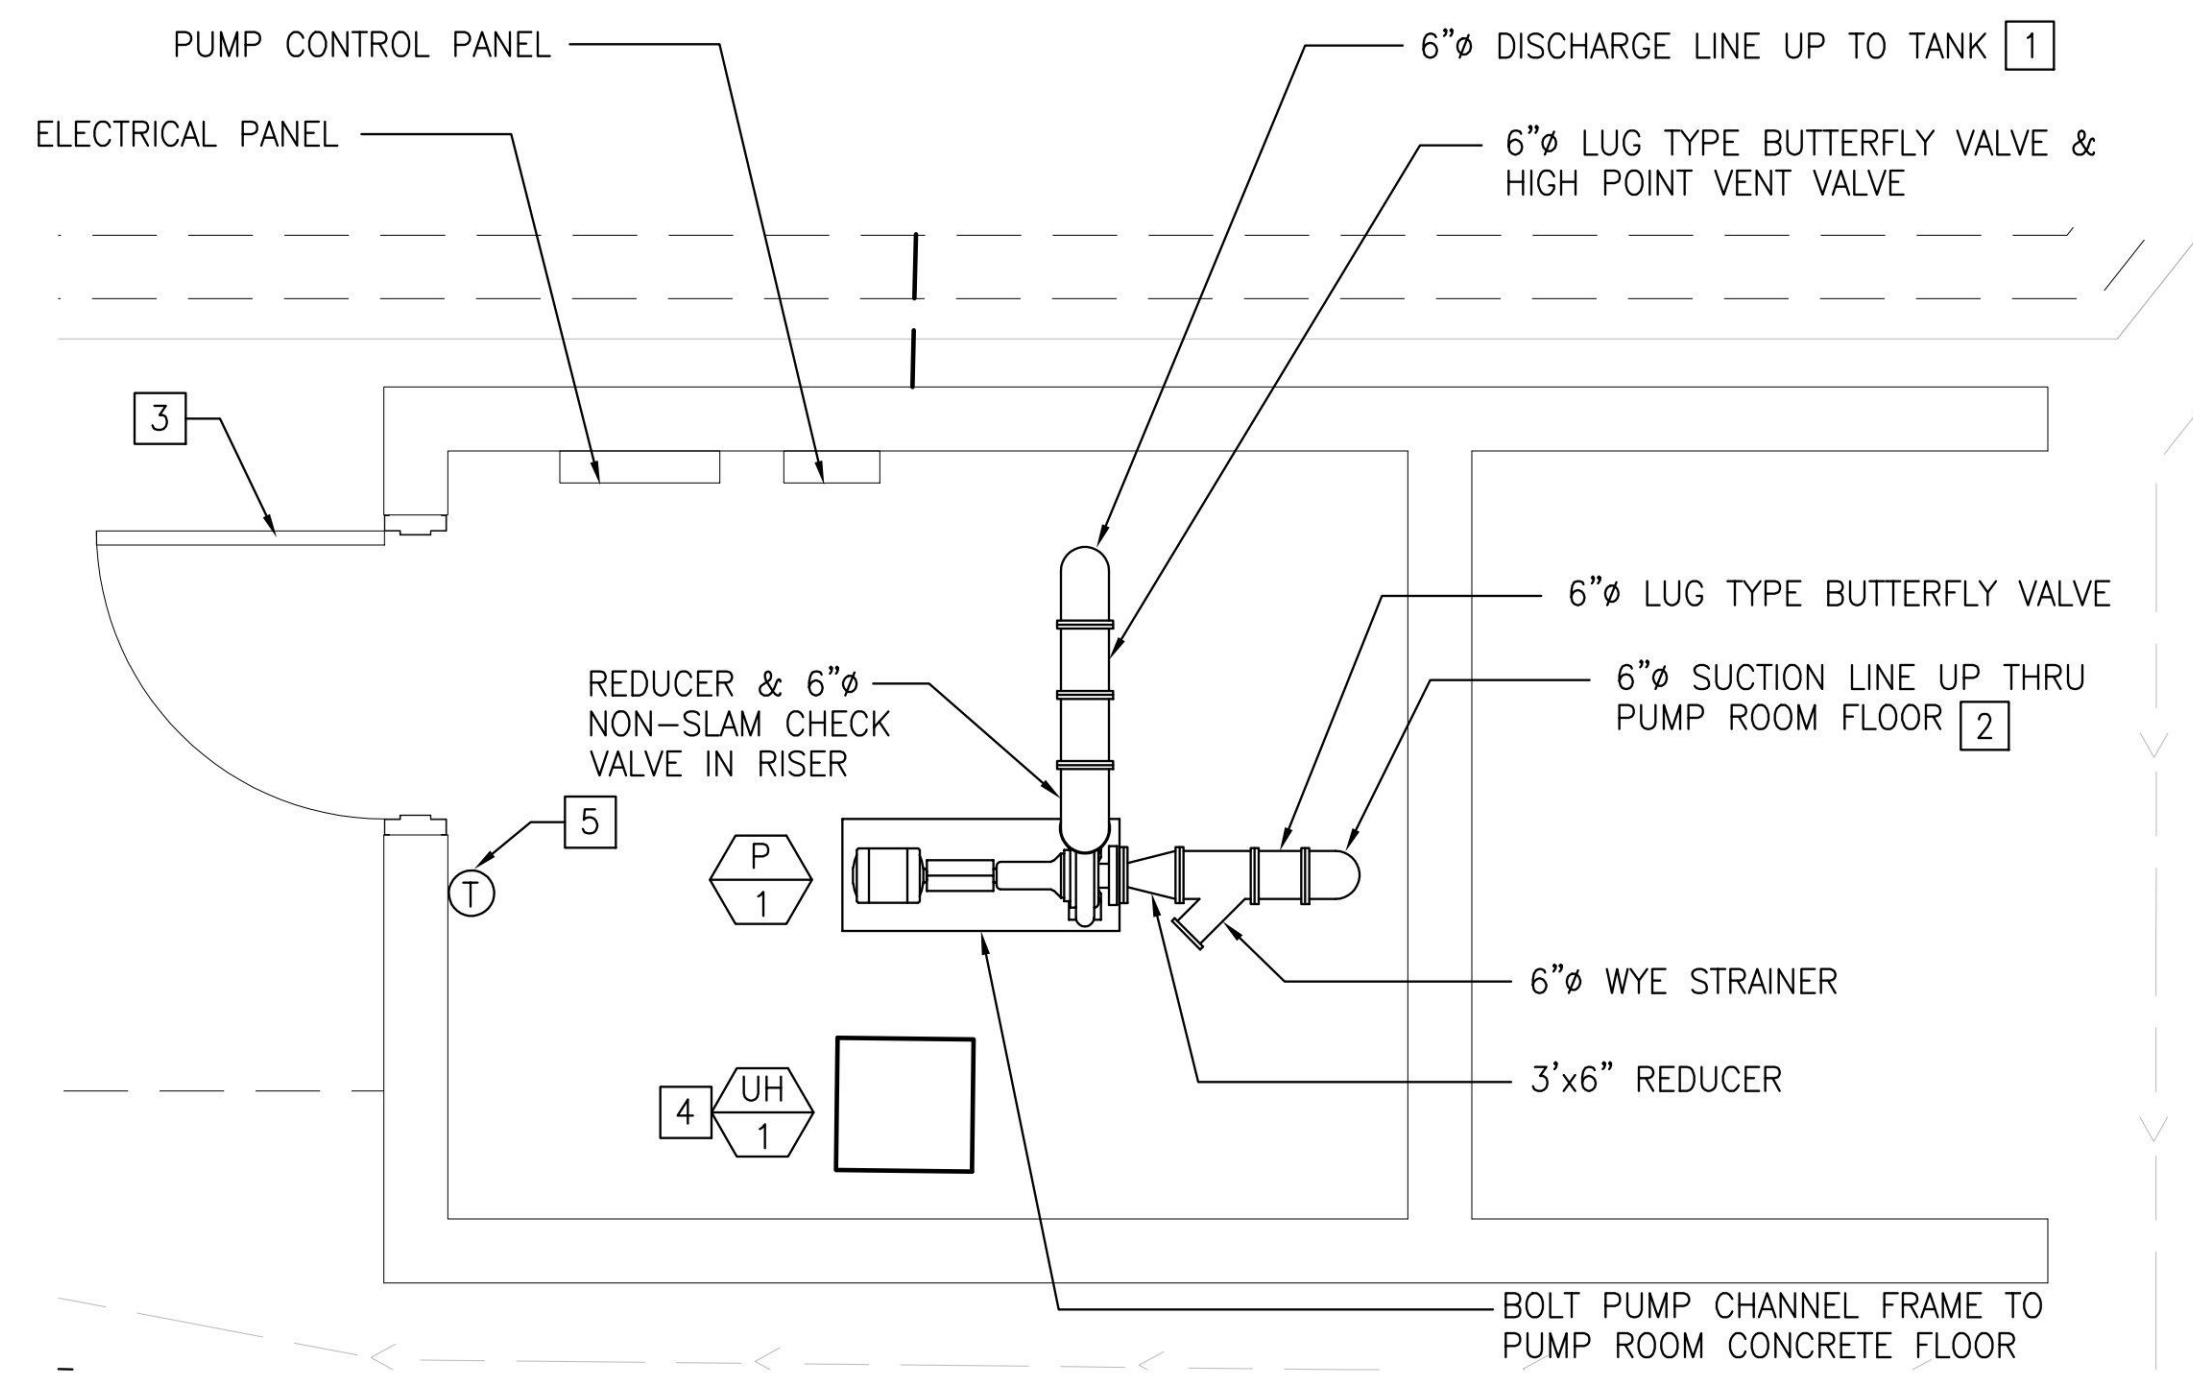 PUMP CONTROL PANEL
6"ø DISCHARGE LINE UP TO TANK 1
ELECTRICAL PANEL
6"ø LUG TYPE BUTTERFLY VALVE &
HIGH POINT VENT VALVE
3
6"ø LUG TYPE BUTTERFLY VALVE
REDUCER & 6"ø
NON-SLAM CHECK
VALVE IN RISER
6"ø SUCTION LINE UP THRU
PUMP ROOM FLOOR 2
5
T
P
1
6"ø WYE STRAINER
3'x6" REDUCER
4
UH
1
BOLT PUMP CHANNEL FRAME TO
PUMP ROOM CONCRETE FLOOR